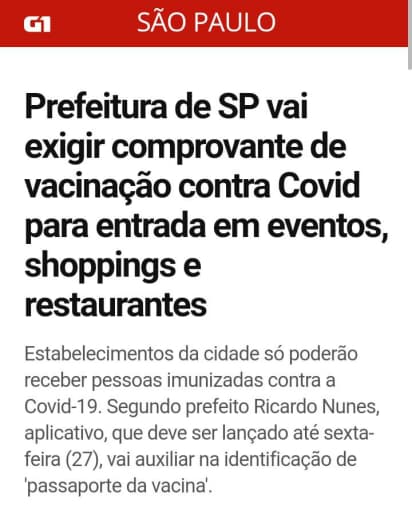 G1 SÃO PAULO
Prefeitura de SP vai
exigir comprovante de
vacinação contra Covid
para entrada em eventos,
shoppings e
restaurantes
Estabelecimentos da cidade só poderão
receber pessoas imunizadas contra a
Covid-19. Segundo prefeito Ricardo Nunes,
aplicativo, que deve ser lançado até sexta-
feira (27), vai auxiliar na identificação de
'passaporte da vacina'.